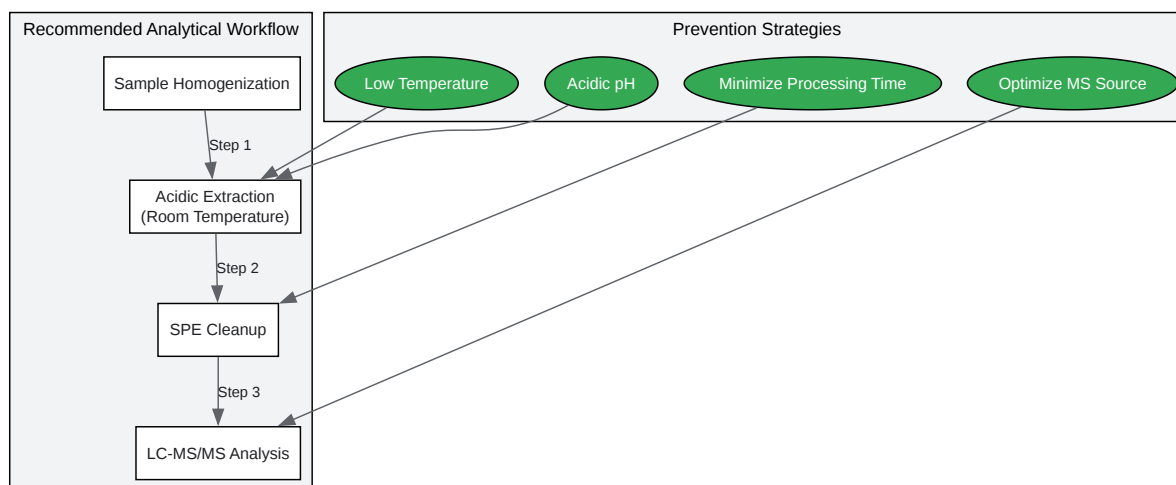 Recommended Analytical Workflow
Prevention Strategies
Sample Homogenization
Low Temperature
Acidic pH
Minimize Processing Time
Optimize MS Source
Step 1
Acidic Extraction
(Room Temperature)
Step 2
SPE Cleanup
Step 3
LC-MS/MS Analysis